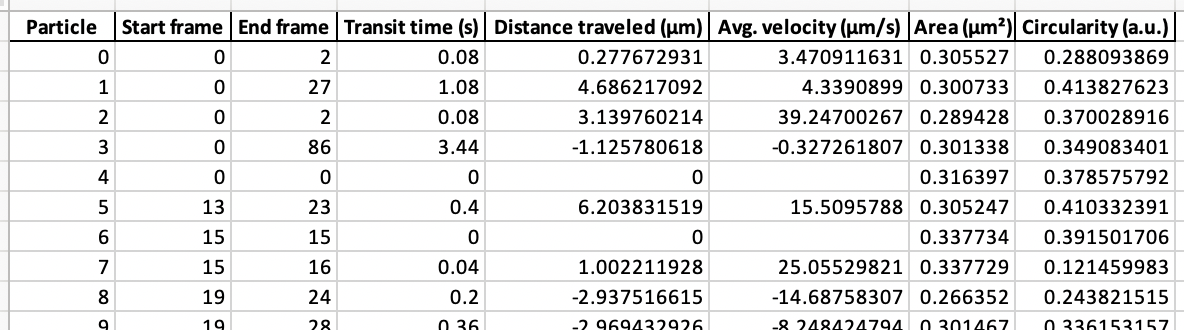 Particle Start frame End frame Transit time (s) Distance traveled (μm) Avg. velocity (μm/s) Area (μm²) Circularity (a.u.)
0 0 2 0.08 0.277672931 3.470911631 0.305527 0.288093869
1 0 27 1.08 4.686217092 4.3390899 0.300733 0.413827623
2 0 2 0.08 3.139760214 39.24700267 0.289428 0.370028916
3 0 86 3.44 -1.125780618 -0.327261807 0.301338 0.349083401
4 0 0 0 0 0.316397 0.378575792
5 13 23 0.4 6.203831519 15.5095788 0.305247 0.410332391
6 15 15 0 0 0.337734 0.391501706
7 15 16 0.04 1.002211928 25.05529821 0.337729 0.121459983
8 19 24 0.2 -2.937516615 -14.68758307 0.266352 0.243821515
9 19 28 0.36 -2.969432926 -8.248424794 0.301467 0.336153157